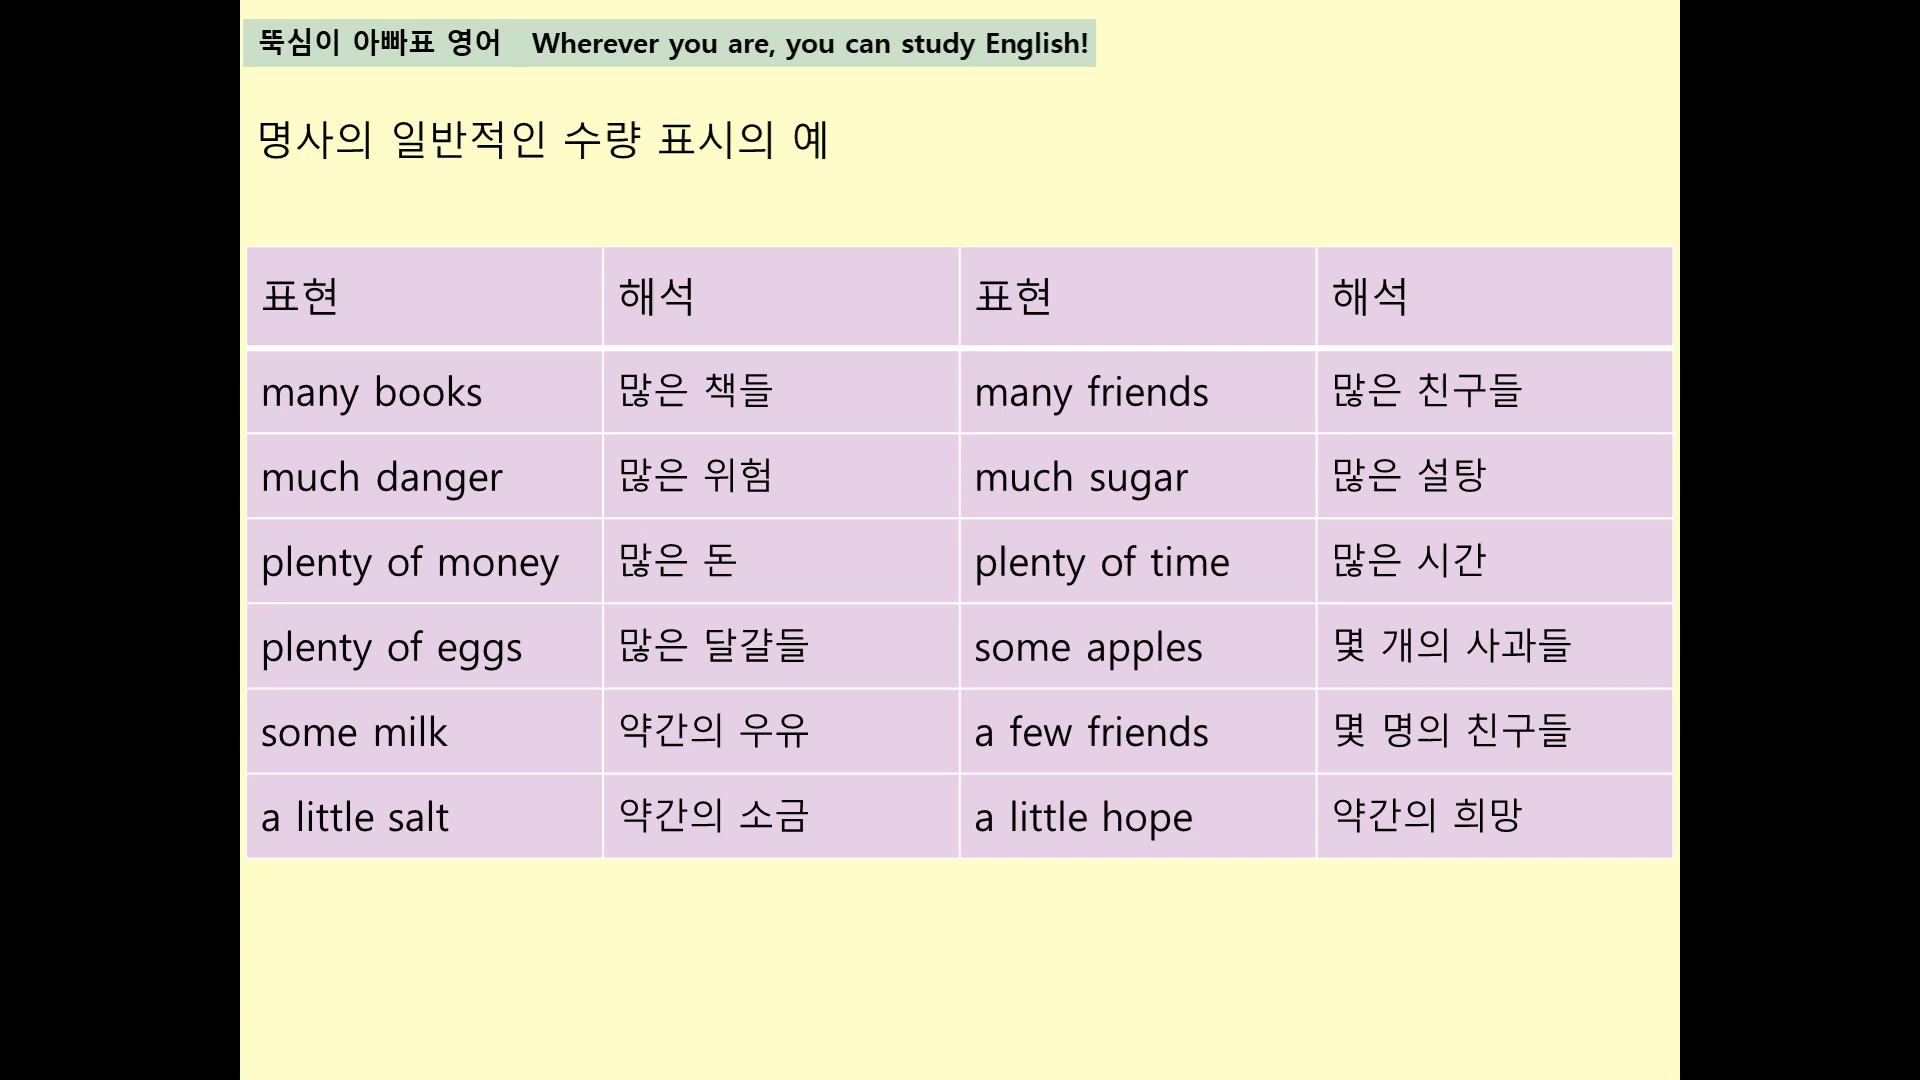 뚝심이 아빠표 영어 Wherever you are, you can study English!
명사의 일반적인 수량 표시의 예
표현 해석 표현 해석
many books 많은 책들 many friends 많은 친구들
much danger 많은 위험 much sugar 많은 설탕
plenty of money 많은 돈 plenty of time 많은 시간
plenty of eggs 많은 달걀들 some apples 몇 개의 사과들
some milk 약간의 우유 a few friends 몇 명의 친구들
a little salt 약간의 소금 a little hope 약간의 희망